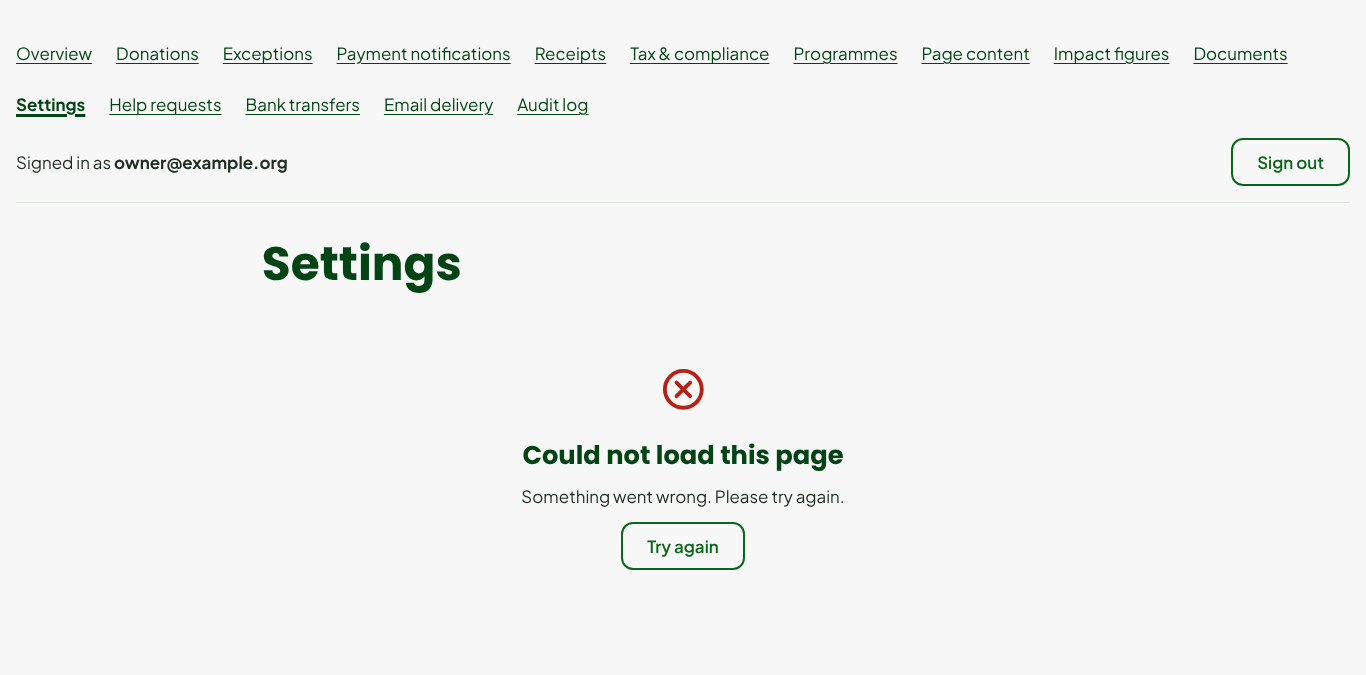 Overview Donations Exceptions Payment notifications Receipts Tax & compliance Programmes Page content Impact figures Documents
Settings Help requests Bank transfers Email delivery Audit log
Signed in as owner@example.org Sign out
Settings
Could not load this page
Something went wrong. Please try again.
Try again